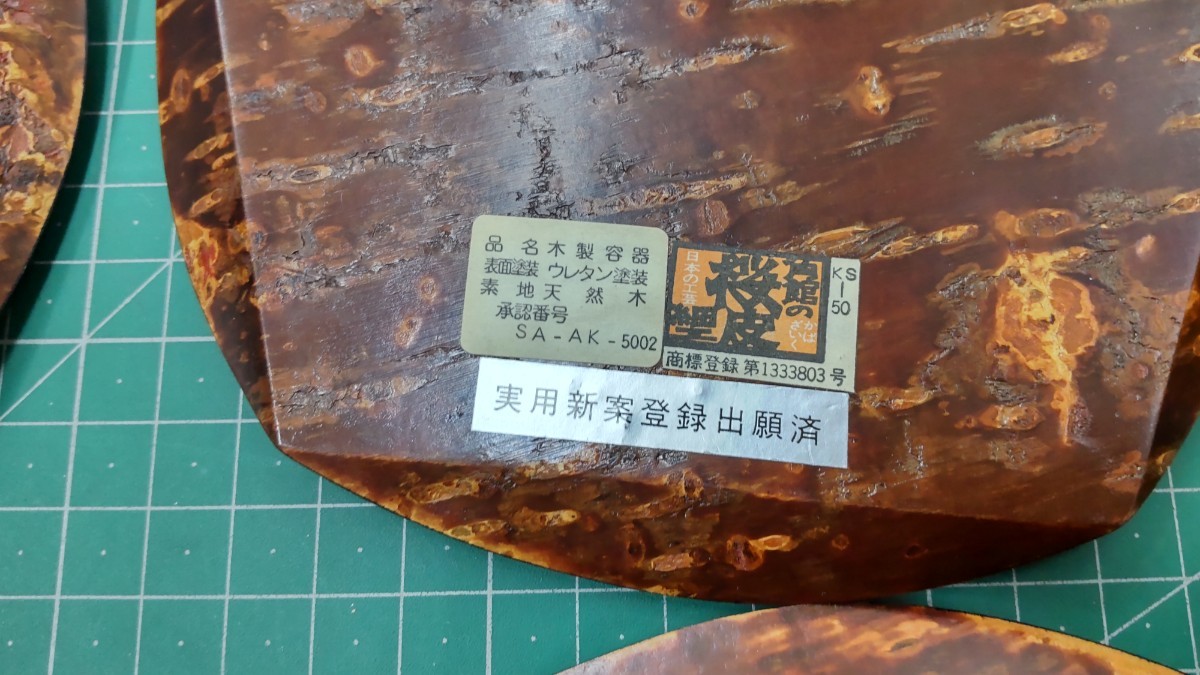 品名木製容器
表面塗装 ウレタン塗装
素地天然木
承認番号
SA-AK-5002
日本の工芸
角館の
桜皮
細工
かば
ざいく
KS-50
商標登録 第1333803号
実用新案登録出願済